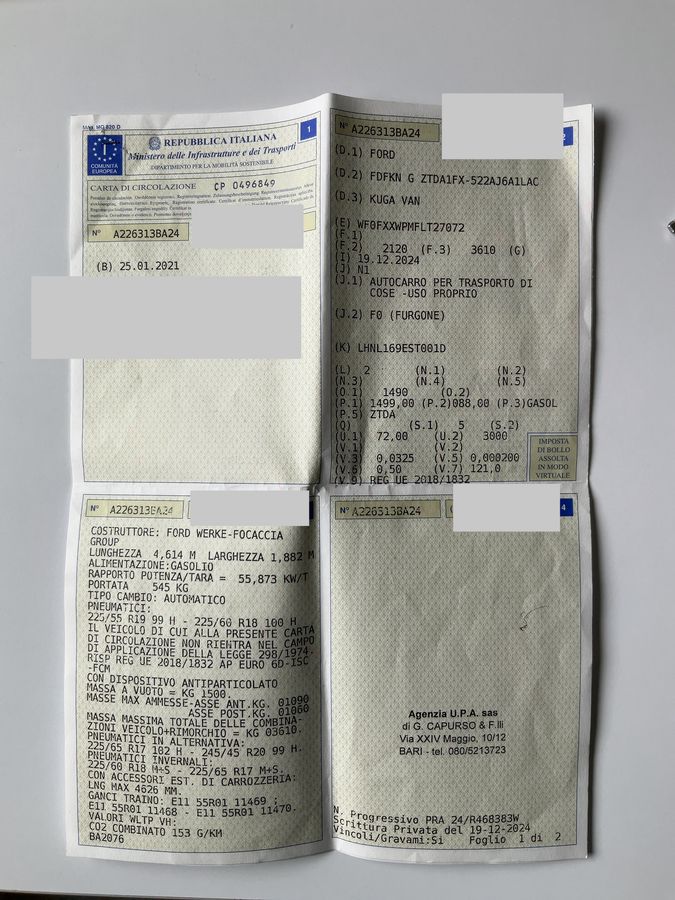 Mod. MC 820 D
REPUBBLICA ITALIANA
1
Ministero delle Infrastrutture e dei Trasporti
DIPARTIMENTO PER LA MOBILITÀ SOSTENIBILE
I
COMUNITÀ
EUROPEA
CARTA DI CIRCOLAZIONE CP 0496849
N° A226313BA24
(B) 25.01.2021
N° A226313BA24
2
(D.1) FORD
(D.2) FDFKN G ZTDA1FX-522AJ6A1LAC
(D.3) KUGA VAN
(E) WF0FXXWPMFLT27072
(F.1)
(F.2) 2120 (F.3) 3610 (G)
(I) 19.12.2024
(J) N1
(J.1) AUTOCARRO PER TRASPORTO DI
COSE -USO PROPRIO
(J.2) F0 (FURGONE)
(K) LHNL169EST001D
(L) 2 (N.1) (N.2)
(N.3) (N.4) (N.5)
(O.1) 1490 (O.2)
(P.1) 1499,00 (P.2)088,00 (P.3)GASOL
(P.5) ZTDA
(Q) (S.1) 5 (S.2)
(U.1) 72,00 (U.2) 3000
(V.1) (V.2)
(V.3) 0,0325 (V.5) 0,000200
(V.6) 0,50 (V.7) 121,0
(V.9) REG UE 2018/1832
IMPOSTA
DI BOLLO
ASSOLTA
IN MODO
VIRTUALE
N° A226313BA24
COSTRUTTORE: FORD WERKE-FOCACCIA
GROUP
LUNGHEZZA 4,614 M LARGHEZZA 1,882 M
ALIMENTAZIONE:GASOLIO
RAPPORTO POTENZA/TARA = 55,873 KW/T
PORTATA 545 KG
TIPO CAMBIO: AUTOMATICO
PNEUMATICI:
225/55 R19 99 H - 225/60 R18 100 H
IL VEICOLO DI CUI ALLA PRESENTE CARTA
DI CIRCOLAZIONE NON RIENTRA NEL CAMPO
DI APPLICAZIONE DELLA LEGGE 298/1974.
RISP REG UE 2018/1832 AP EURO 6D-ISC
-FCM
CON DISPOSITIVO ANTIPARTICOLATO
MASSA A VUOTO = KG 1500.
MASSE MAX AMMESSE-ASSE ANT.KG. 01090
ASSE POST.KG. 01060
MASSA MASSIMA TOTALE DELLE COMBINA-
ZIONI VEICOLO+RIMORCHIO = KG 03610.
PNEUMATICI IN ALTERNATIVA:
225/65 R17 102 H - 245/45 R20 99 H.
PNEUMATICI INVERNALI:
225/60 R18 M+S - 225/65 R17 M+S.
CON ACCESSORI EST. DI CARROZZERIA:
LNG MAX 4626 MM.
GANCI TRAINO: E11 55R01 11469 ;
E11 55R01 11468 - E11 55R01 11470.
VALORI WLTP VH:
CO2 COMBINATO 153 G/KM
BA2076
N° A226313BA24
4
Agenzia U.P.A. sas
di G. CAPURSO & F.lli
Via XXIV Maggio, 10/12
BARI - tel. 080/5213723
N. Progressivo PRA 24/R468383W
Scrittura Privata del 19-12-2024
Vincoli/Gravami:Si Foglio 1 di 2